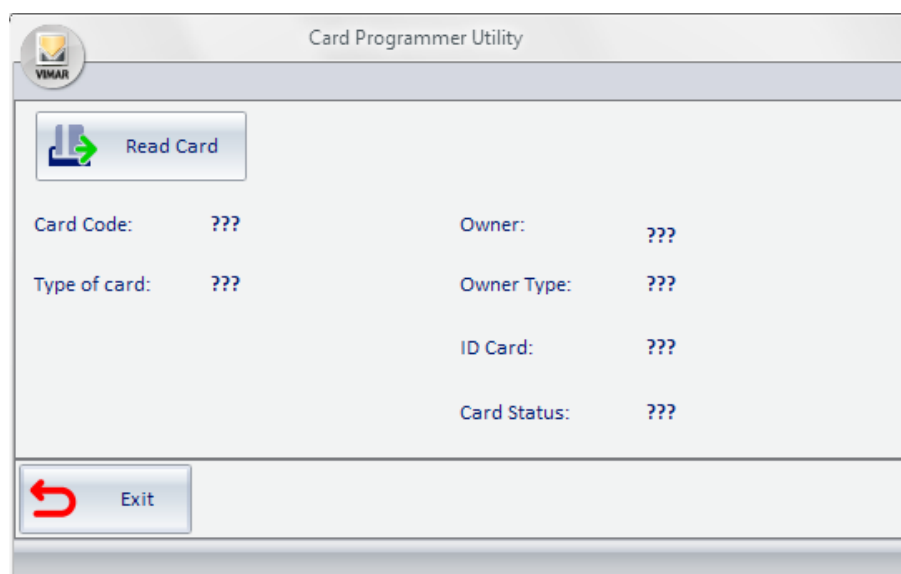 Card Programmer Utility
VIMAR
Read Card
Card Code: ???
Owner: ???
Type of card: ???
Owner Type: ???
ID Card: ???
Card Status: ???
Exit